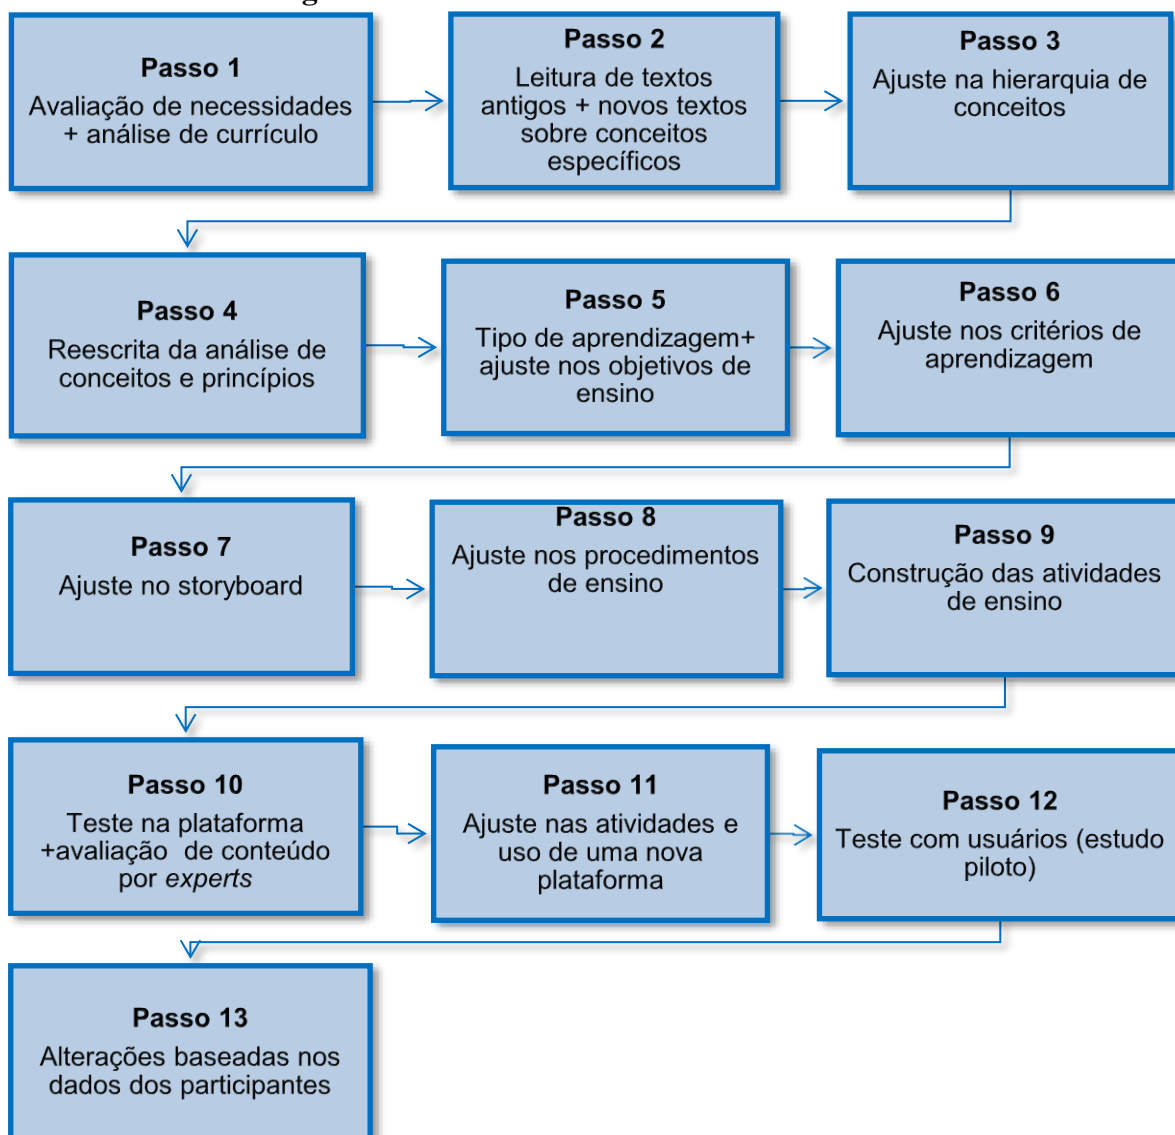 Passo 1
Avaliação de necessidades
+ análise de currículo
Passo 2
Leitura de textos
antigos + novos textos
sobre conceitos
específicos
Passo 3
Ajuste na hierarquia de
conceitos
Passo 4
Reescrita da análise de
conceitos e princípios
Passo 5
Tipo de aprendizagem+
ajuste nos objetivos de
ensino
Passo 6
Ajuste nos critérios de
aprendizagem
Passo 7
Ajuste no storyboard
Passo 8
Ajuste nos procedimentos
de ensino
Passo 9
Construção das atividades
de ensino
Passo 10
Teste na plataforma
+avaliação de conteúdo
por experts
Passo 11
Ajuste nas atividades e
uso de uma nova
plataforma
Passo 12
Teste com usuários (estudo
piloto)
Passo 13
Alterações baseadas nos
dados dos participantes